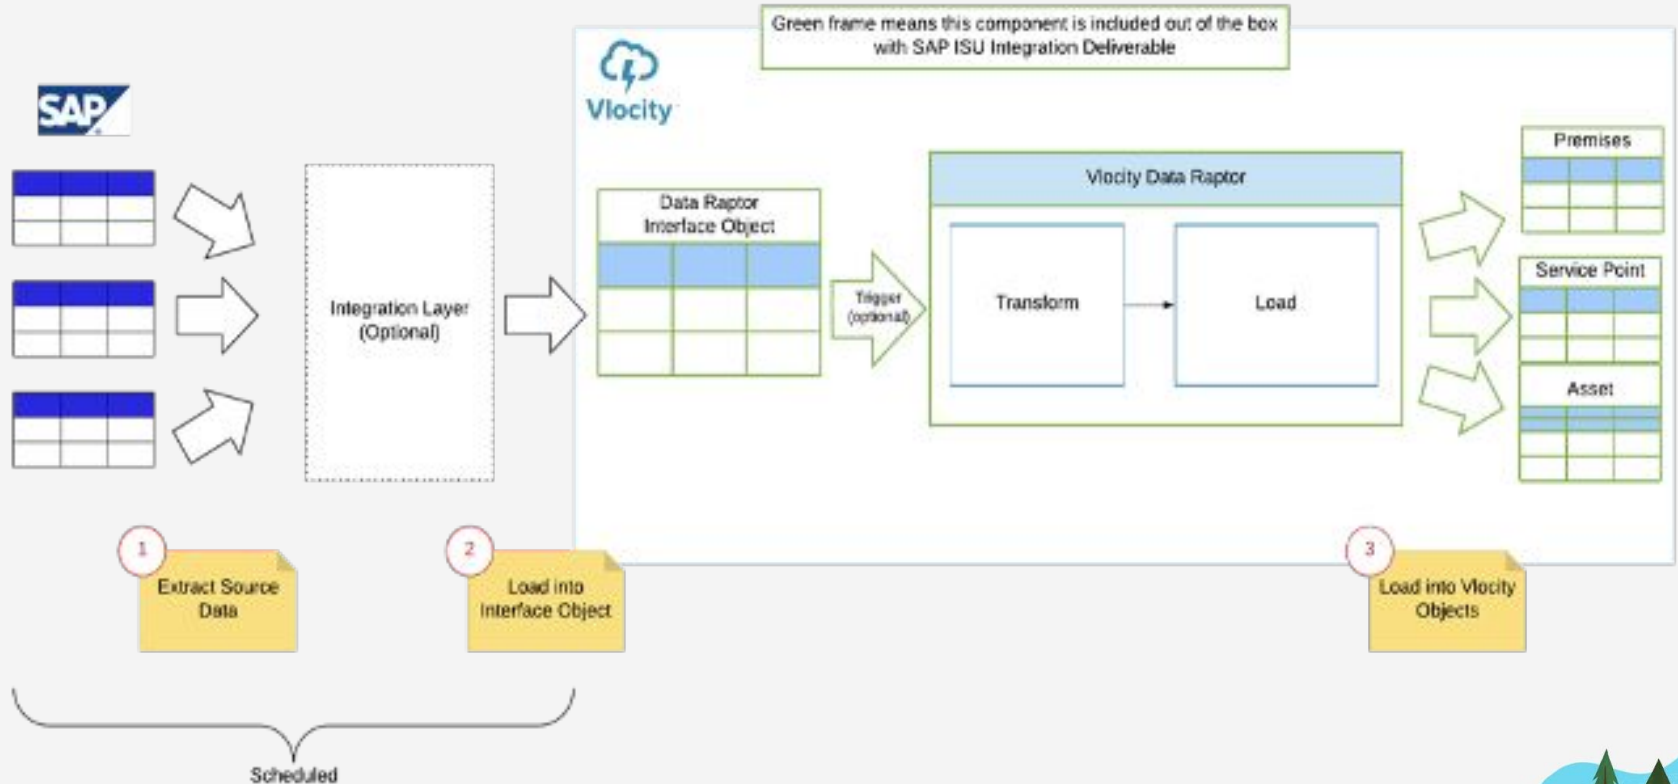 Green frame means this component is included out of the box
with SAP ISU Integration Deliverable
SAP
Vlocity
Integration Layer
(Optional)
Data Raptor
Interface Object
Trigger
(optional)
Vlocity Data Raptor
Transform
Load
Premises
Service Point
Asset
1
Extract Source
Data
2
Load into
Interface Object
3
Load into Vlocity
Objects
Scheduled